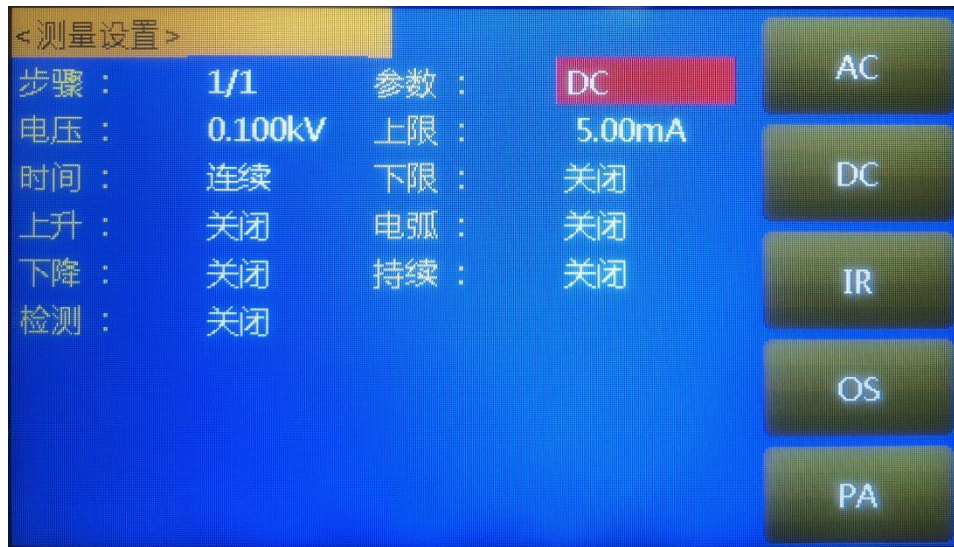 <测量设置>
步骤： 1/1 参数： DC
电压： 0.100kV 上限： 5.00mA
时间： 连续 下限： 关闭
上升： 关闭 电弧： 关闭
下降： 关闭 持续： 关闭
检测： 关闭
AC
DC
IR
OS
PA